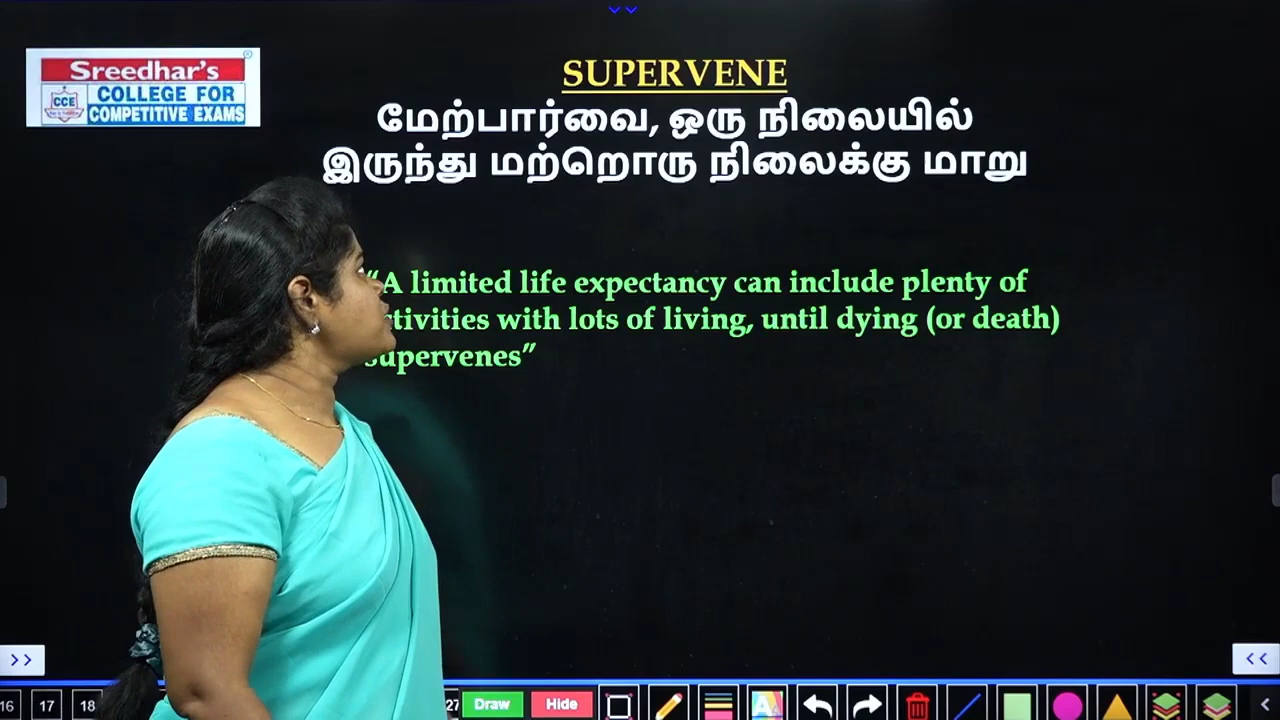 Sreedhar's
CCE
COLLEGE FOR
COMPETITIVE EXAMS
SUPERVENE
மேற்பார்வை, ஒரு நிலையில்
இருந்து மற்றொரு நிலைக்கு மாறு
“A limited life expectancy can include plenty of
ctivities with lots of living, until dying (or death)
supervenes”
>>
<<
16 17 18 27 Draw Hide